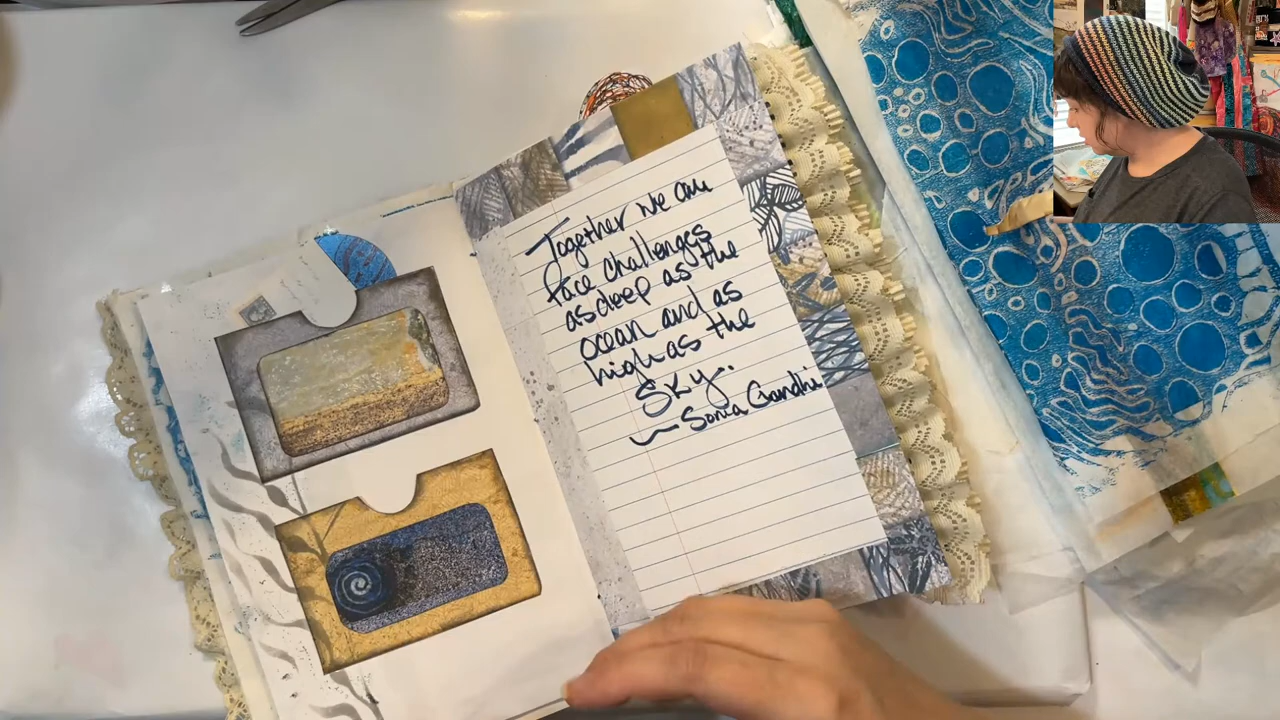 Together we can
face challenges
as deep as the
ocean and as
high as the
sky.
~ Sonia Gandhi